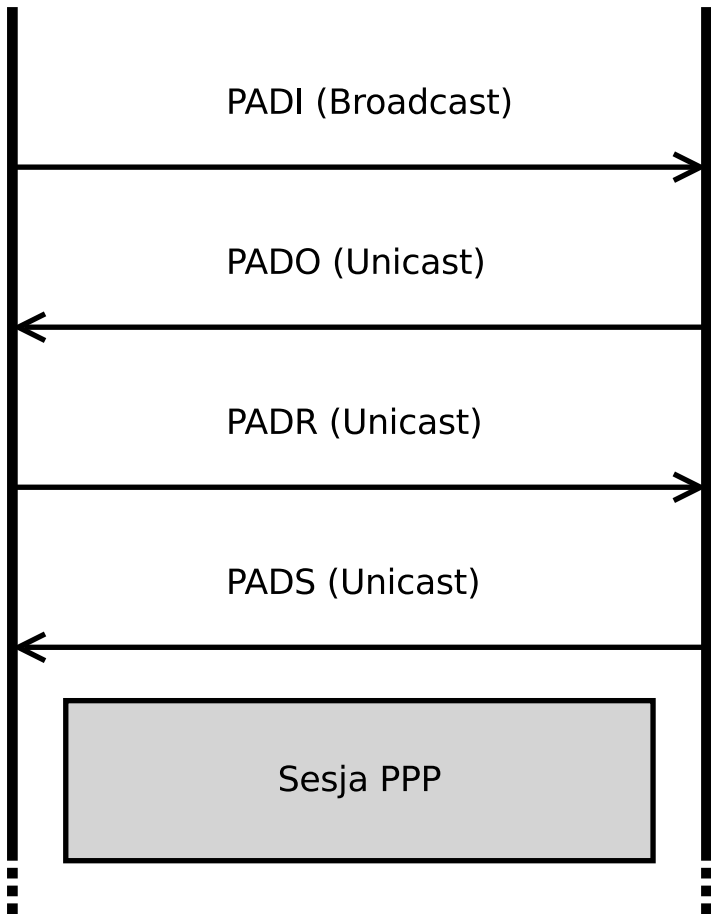 PADI (Broadcast)
PADO (Unicast)
PADR (Unicast)
PADS (Unicast)
Sesja PPP